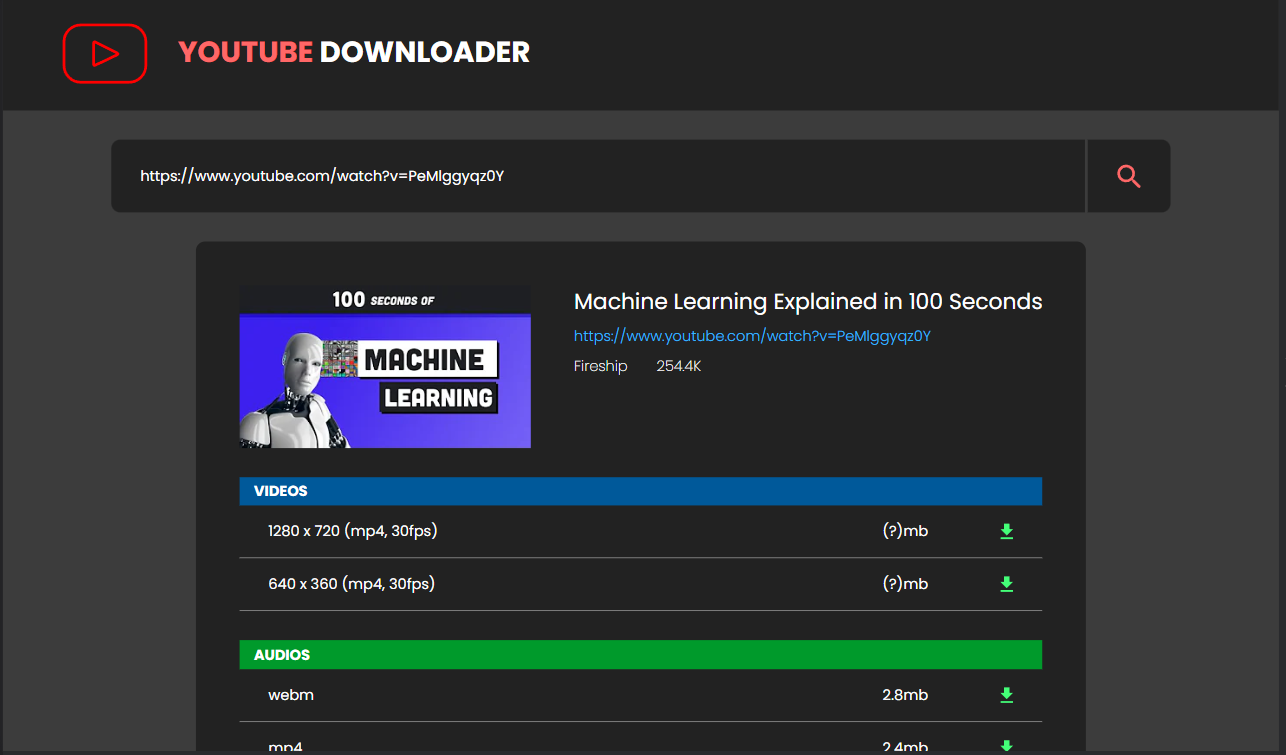 YOUTUBE DOWNLOADER
https://www.youtube.com/watch?v=PeMlggyqz0Y
100 SECONDS OF
MACHINE
LEARNING
Machine Learning Explained in 100 Seconds
https://www.youtube.com/watch?v=PeMlggyqz0Y
Fireship 254.4K
VIDEOS
1280 x 720 (mp4, 30fps) (?)mb
640 x 360 (mp4, 30fps) (?)mb
AUDIOS
webm 2.8mb
mp4 2.4mb